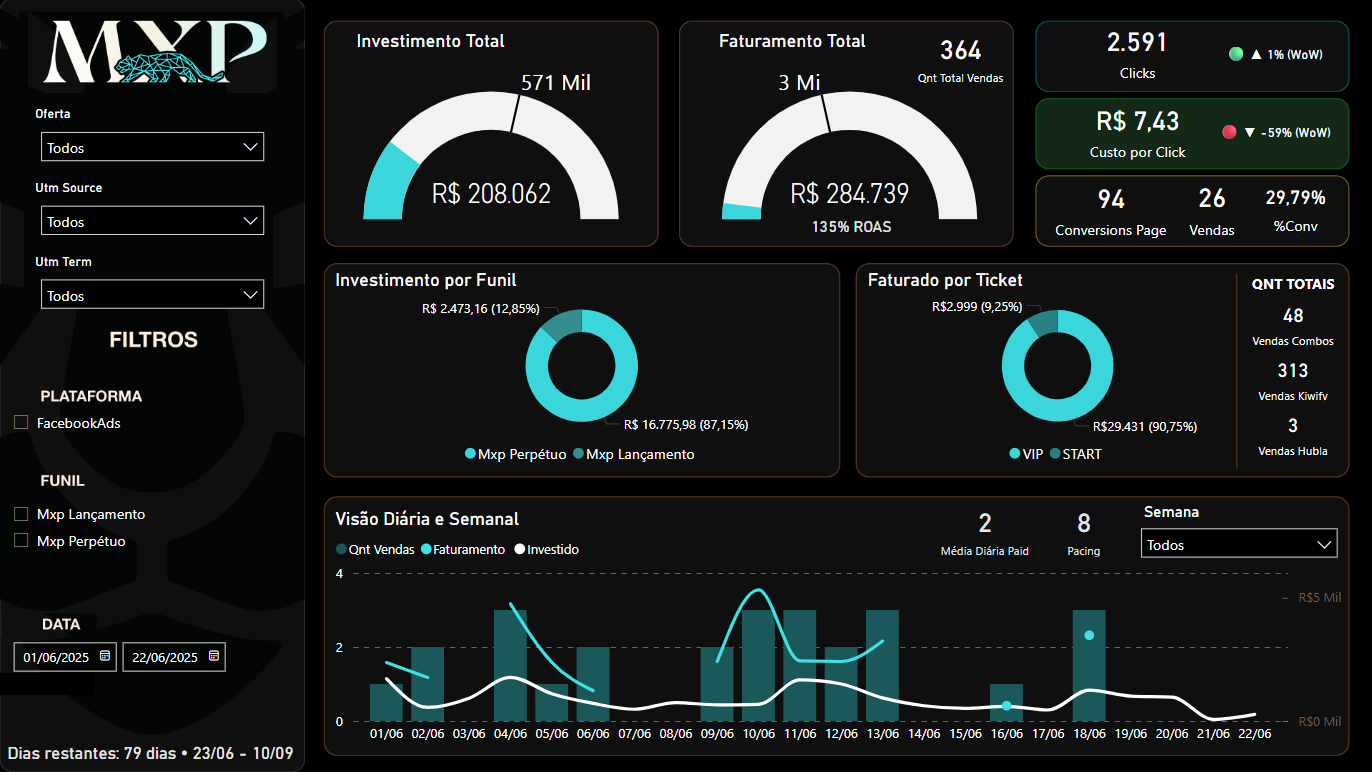 MXP
Oferta
Todos
Utm Source
Todos
Utm Term
Todos
FILTROS
PLATAFORMA
FacebookAds
FUNIL
Mxp Lançamento
Mxp Perpétuo
DATA
01/06/2025 22/06/2025
Dias restantes: 79 dias • 23/06 - 10/09
Investimento Total
571 Mil
R$ 208.062
Faturamento Total
364
Qnt Total Vendas
3 Mi
R$ 284.739
135% ROAS
2.591
Clicks
▲ 1% (WoW)
R$ 7,43
Custo por Click
▼ -59% (WoW)
94
Conversions Page
26
Vendas
29,79%
%Conv
Investimento por Funil
R$ 2.473,16 (12,85%)
R$ 16.775,98 (87,15%)
Mxp Perpétuo Mxp Lançamento
Faturado por Ticket
R$2.999 (9,25%)
R$29.431 (90,75%)
VIP START
QNT TOTAIS
48
Vendas Combos
313
Vendas Kiwifv
3
Vendas Hubla
Visão Diária e Semanal
Qnt Vendas Faturamento Investido
2
Média Diária Paid
8
Pacing
Semana
Todos
4
2
0
R$5 Mil
R$0 Mil
01/06 02/06 03/06 04/06 05/06 06/06 07/06 08/06 09/06 10/06 11/06 12/06 13/06 14/06 15/06 16/06 17/06 18/06 19/06 20/06 21/06 22/06